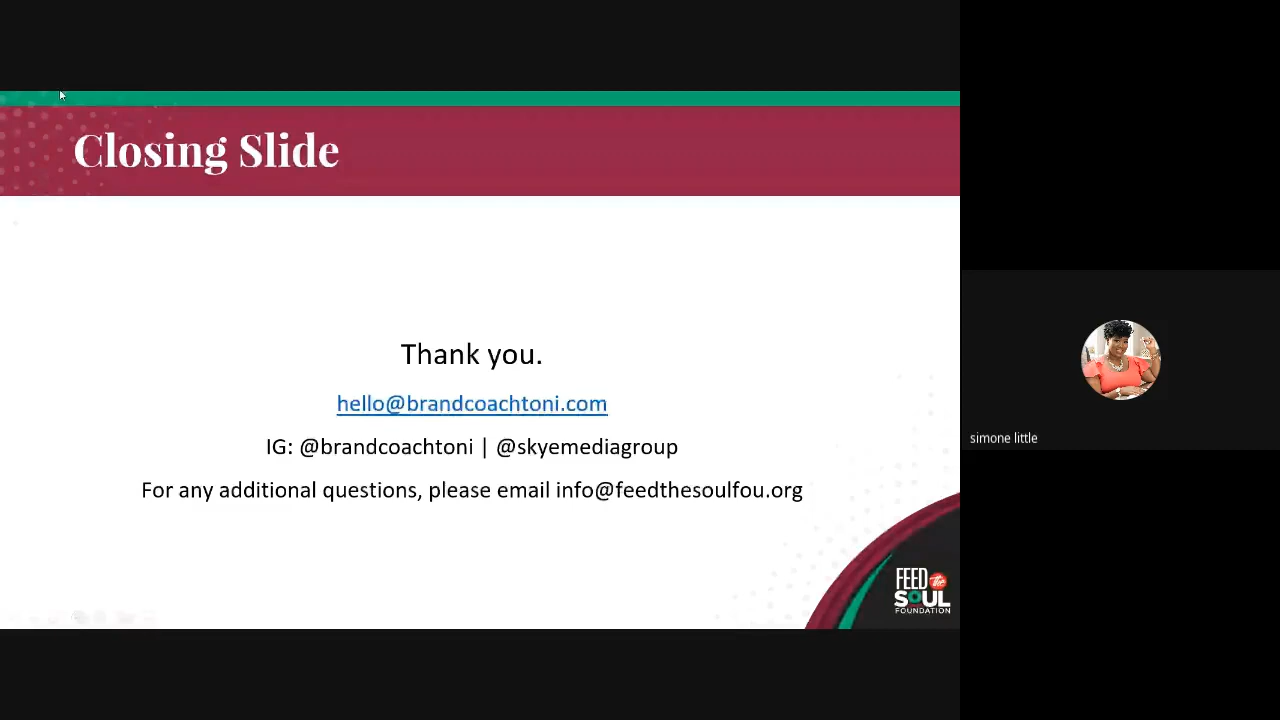 Closing Slide
Thank you.
hello@brandcoachtoni.com
IG: @brandcoachtoni | @skyemediagroup
For any additional questions, please email info@feedthesoulfou.org
simone little
FEED the
SOUL
FOUNDATION